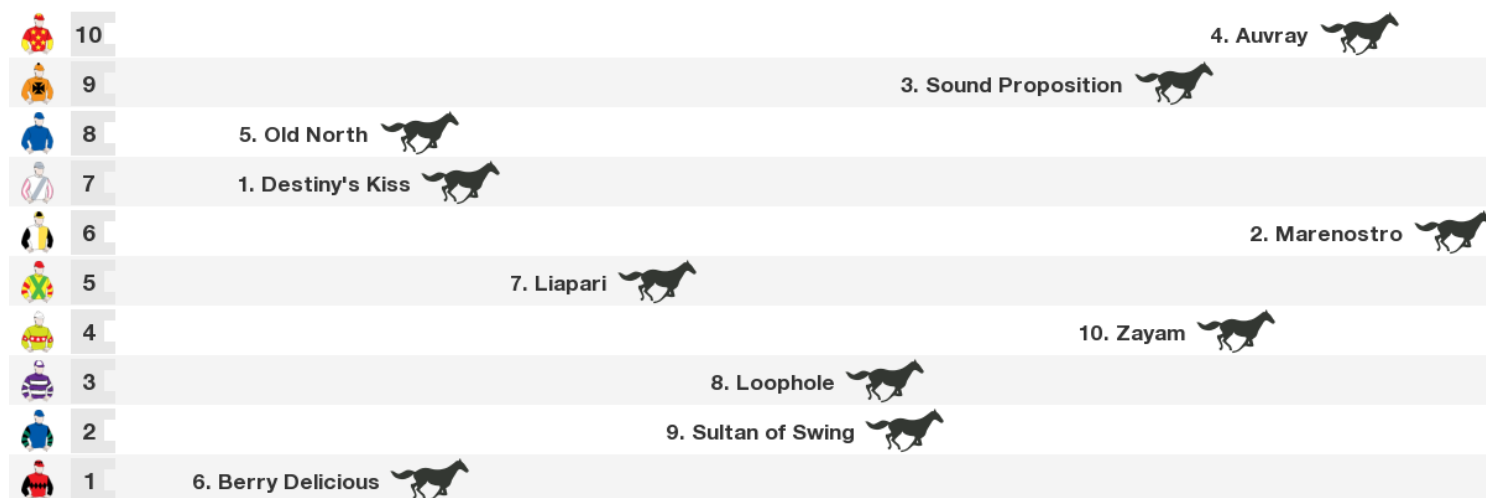 10 4. Auvray
9 3. Sound Proposition
8 5. Old North
7 1. Destiny's Kiss
6 2. Marenostro
5 7. Liapari
4 10. Zayam
3 8. Loophole
2 9. Sultan of Swing
1 6. Berry Delicious